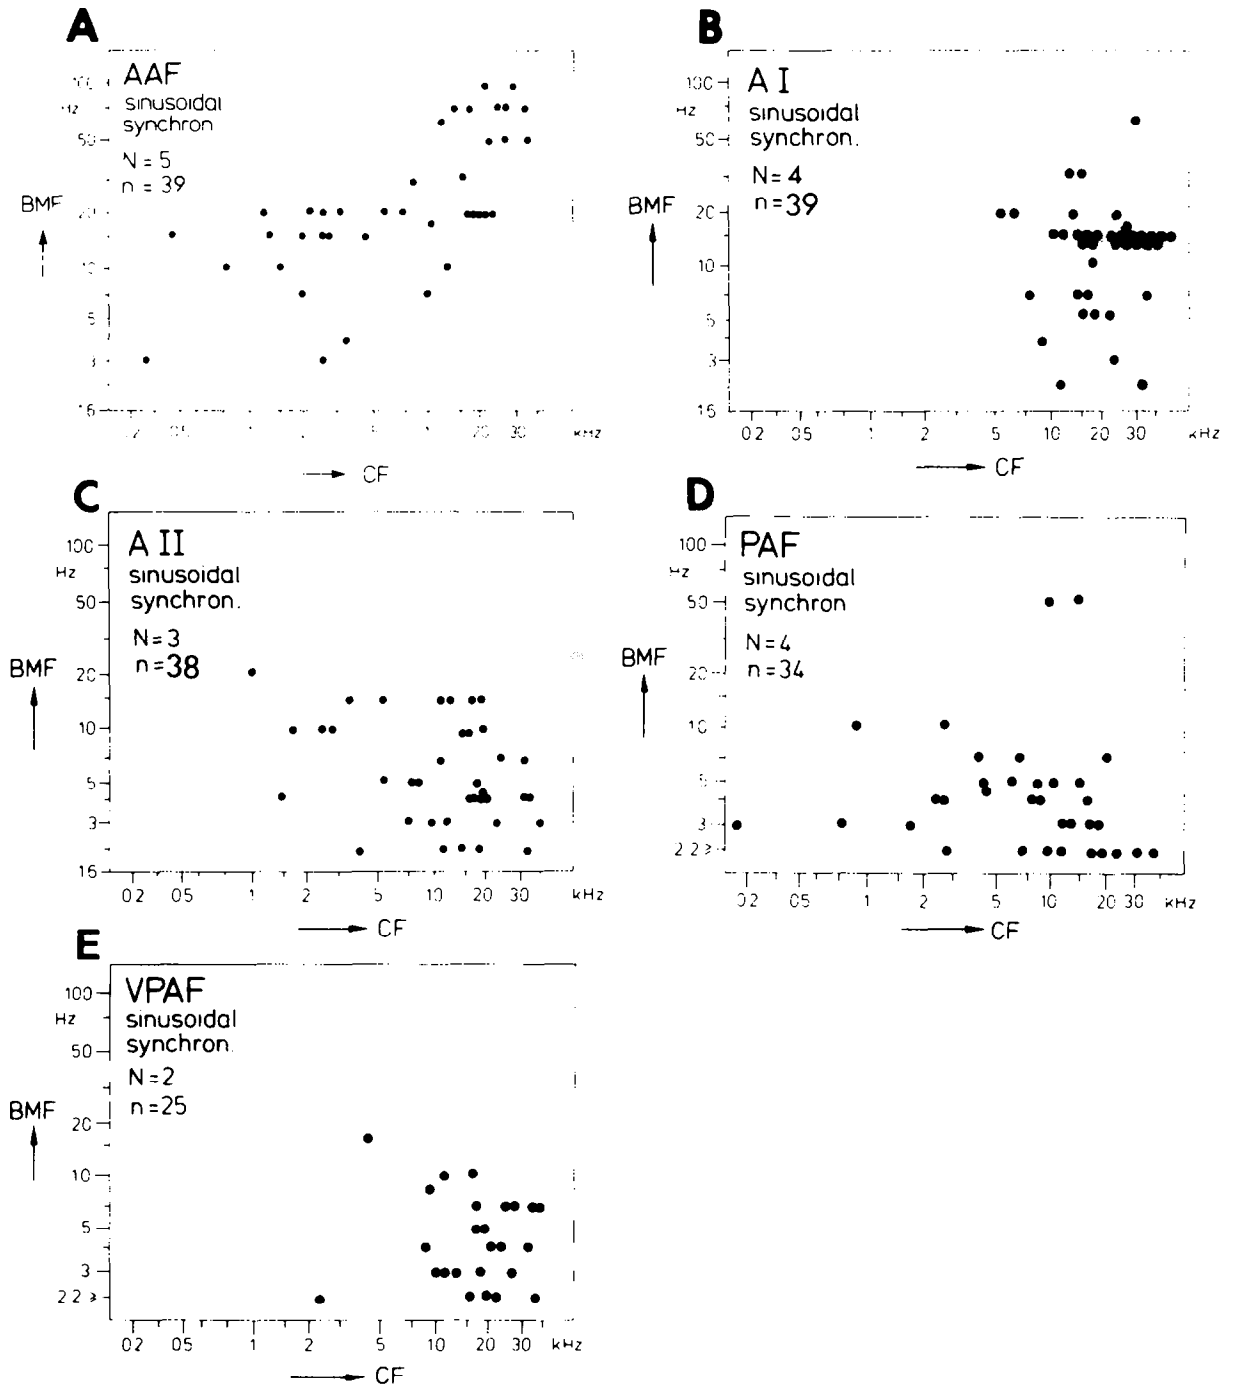 A
AAF
sinusoidal
synchron
N = 5
n = 39
Hz
50
20
10
5
3
1.5
BMF
20 30 kHz
CF
B
A I
sinusoidal
synchron.
N = 4
n = 39
100
Hz
50
20
10
5
3
1.5
BMF
0.2 0.5 1 2 5 10 20 30 kHz
CF
C
A II
sinusoidal
synchron.
N = 3
n = 38
100
Hz
50
20
10
5
3
1.5
BMF
0.2 0.5 1 2 5 10 20 30 kHz
CF
D
PAF
sinusoidal
synchron
N = 4
n = 34
100
Hz
50
20
10
5
3
2.2 ≥
BMF
0.2 0.5 1 2 5 10 20 30 kHz
CF
E
VPAF
sinusoidal
synchron.
N = 2
n = 25
100
Hz
50
20
10
5
3
2.2 ≥
BMF
0.2 0.5 1 2 5 10 20 30 kHz
CF